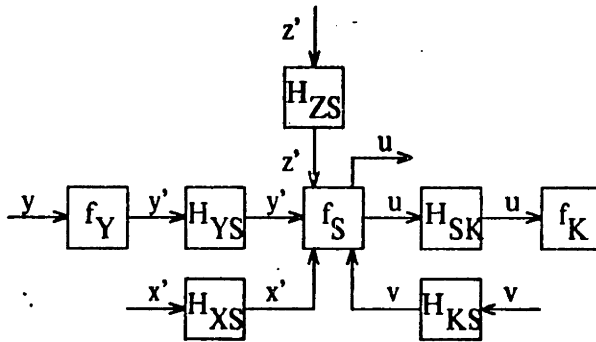 z'
H_ZS
z'
u
y
f_Y
y'
H_YS
y'
f_S
u
H_SK
u
f_K
x'
H_XS
x'
v
H_KS
v